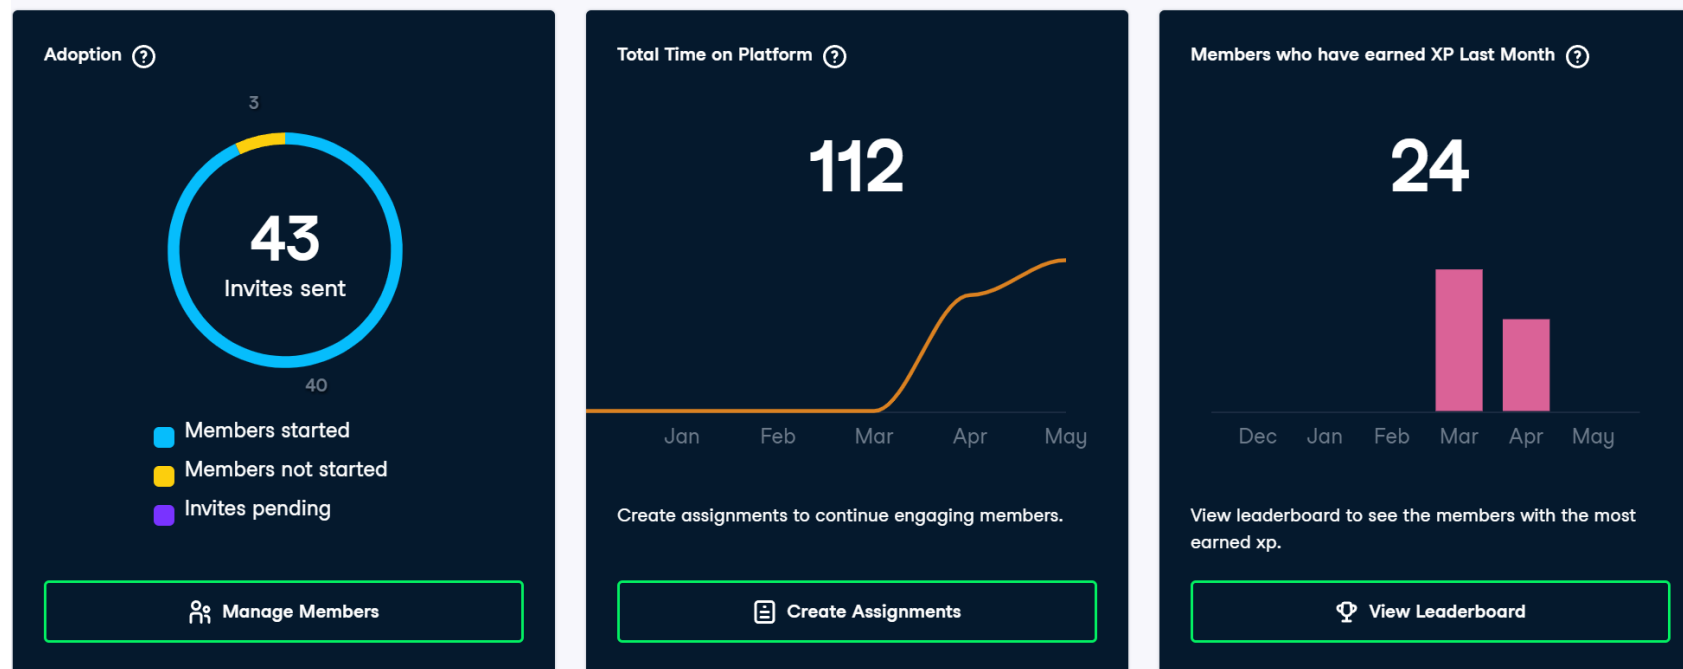 Adoption ?
3
43
Invites sent
40
Members started
Members not started
Invites pending
Manage Members
Total Time on Platform ?
112
Jan Feb Mar Apr May
Create assignments to continue engaging members.
Create Assignments
Members who have earned XP Last Month ?
24
Dec Jan Feb Mar Apr May
View leaderboard to see the members with the most
earned xp.
View Leaderboard